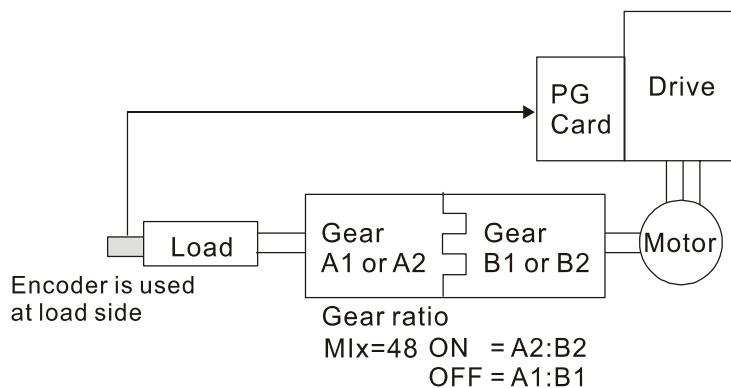 PG
Card
Drive
Load
Gear
A1 or A2
Gear
B1 or B2
Motor
Encoder is used
at load side
Gear ratio
MIx=48 ON = A2:B2
OFF = A1:B1